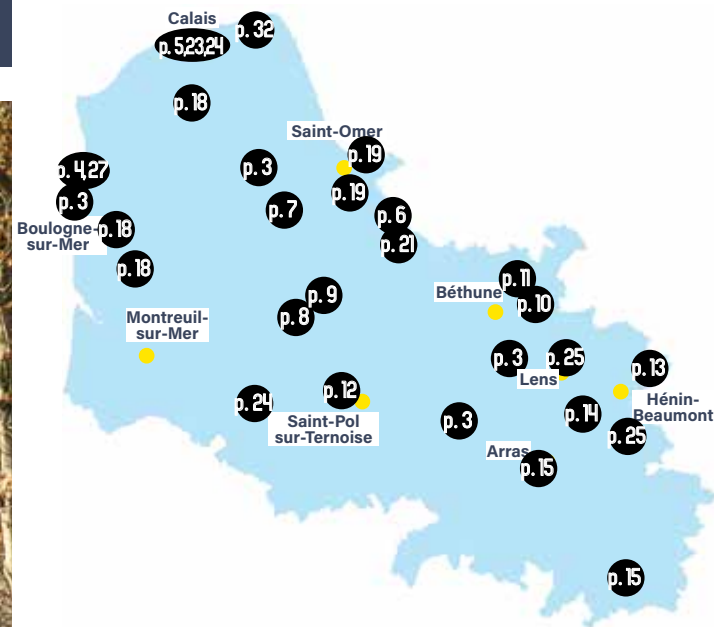 Calais
p. 32
p. 5,23,24
p. 18
Saint-Omer
p. 19
p. 3
p. 4,27
p. 19
p. 3
p. 7
p. 6
Boulogne-
sur-Mer
p. 18
p. 21
p. 18
p. 11
Béthune
p. 9
p. 10
p. 8
Montreuil-
sur-Mer
p. 3
p. 25
Lens
p. 13
p. 12
p. 24
Hénin-
Beaumont
p. 14
Saint-Pol
sur-Ternoise
p. 3
p. 25
Arras
p. 15
p. 15